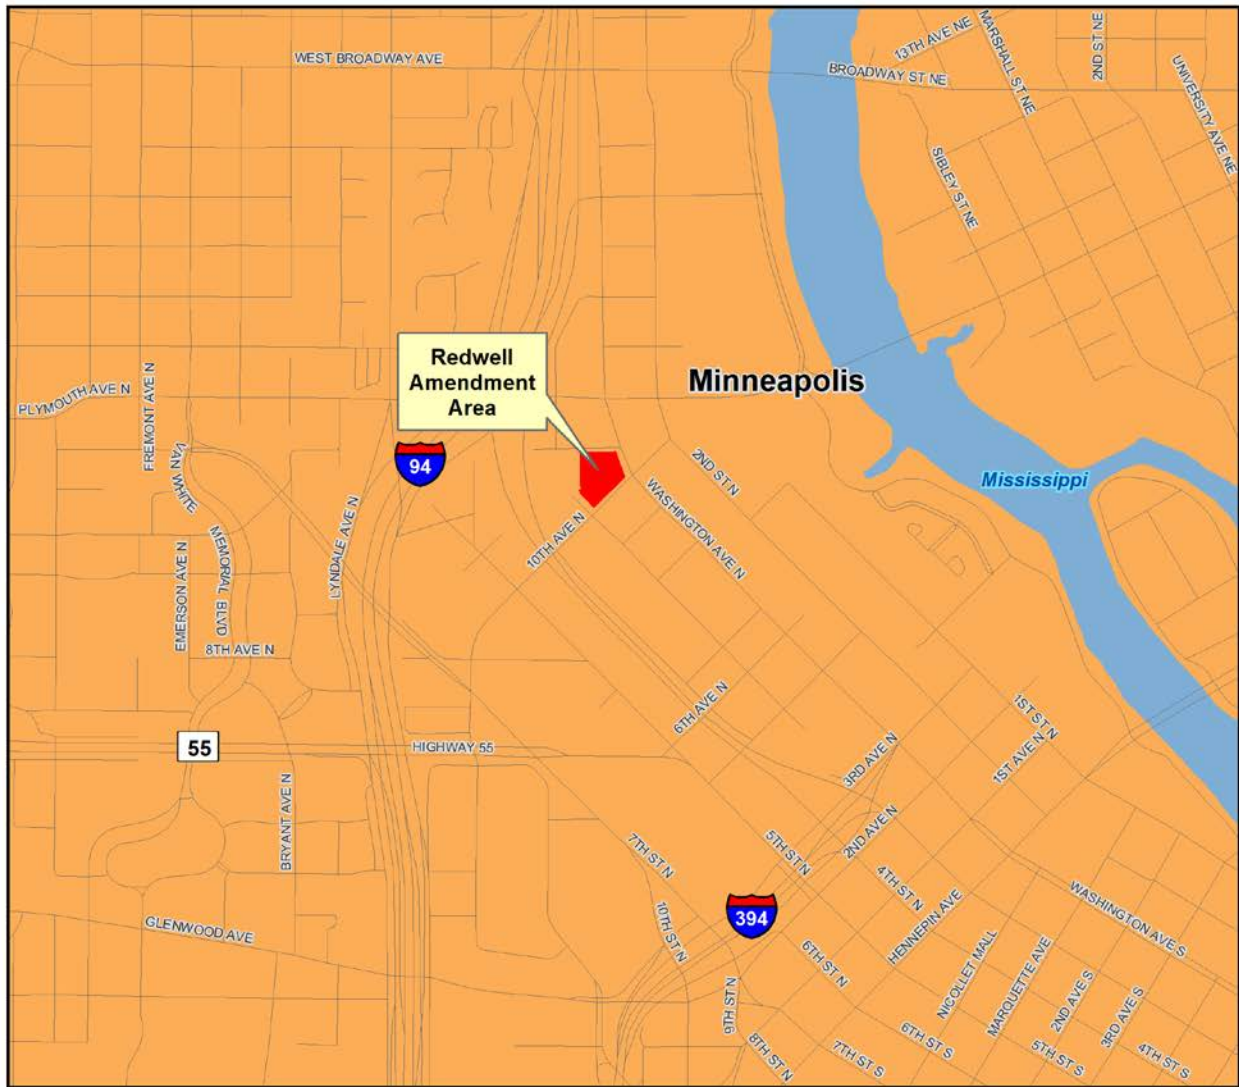 WEST BROADWAY AVE
BROADWAY ST NE
13TH AVE NE
MARSHALL ST NE
2ND ST NE
UNIVERSITY AVE NE
SIBLEY ST NE
Redwell
Amendment
Area
Minneapolis
PLYMOUTH AVE N
FREMONT AVE N
VAN WHITE
MEMORIAL BLVD
94
LYNDALE AVE N
EMERSON AVE N
8TH AVE N
10TH AVE N
2ND ST N
WASHINGTON AVE N
Mississippi
6TH AVE N
1ST ST N
1ST AVE N
3RD AVE N
2ND AVE N
55
HIGHWAY 55
BRYANT AVE N
7TH ST N
5TH ST N
4TH ST N
WASHINGTON AVE S
GLENWOOD AVE
10TH ST N
394
HENNEPIN AVE
6TH ST N
NICOLLET MALL
MARQUETTE AVE
2ND AVE S
3RD AVE S
9TH ST N
8TH ST N
7TH ST S
6TH ST S
5TH ST S
4TH ST S